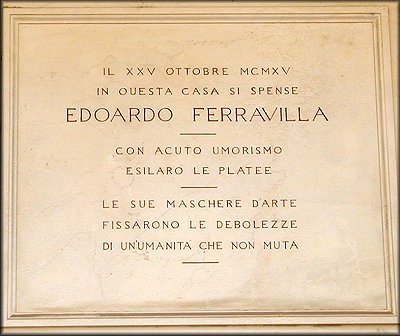 IL XXV OTTOBRE MCMXV
IN QUESTA CASA SI SPENSE
EDOARDO FERRAVILLA
CON ACUTO UMORISMO
ESILARO LE PLATEE
LE SUE MASCHERE D'ARTE
FISSARONO LE DEBOLEZZE
DI UN'UMANITA CHE NON MUTA